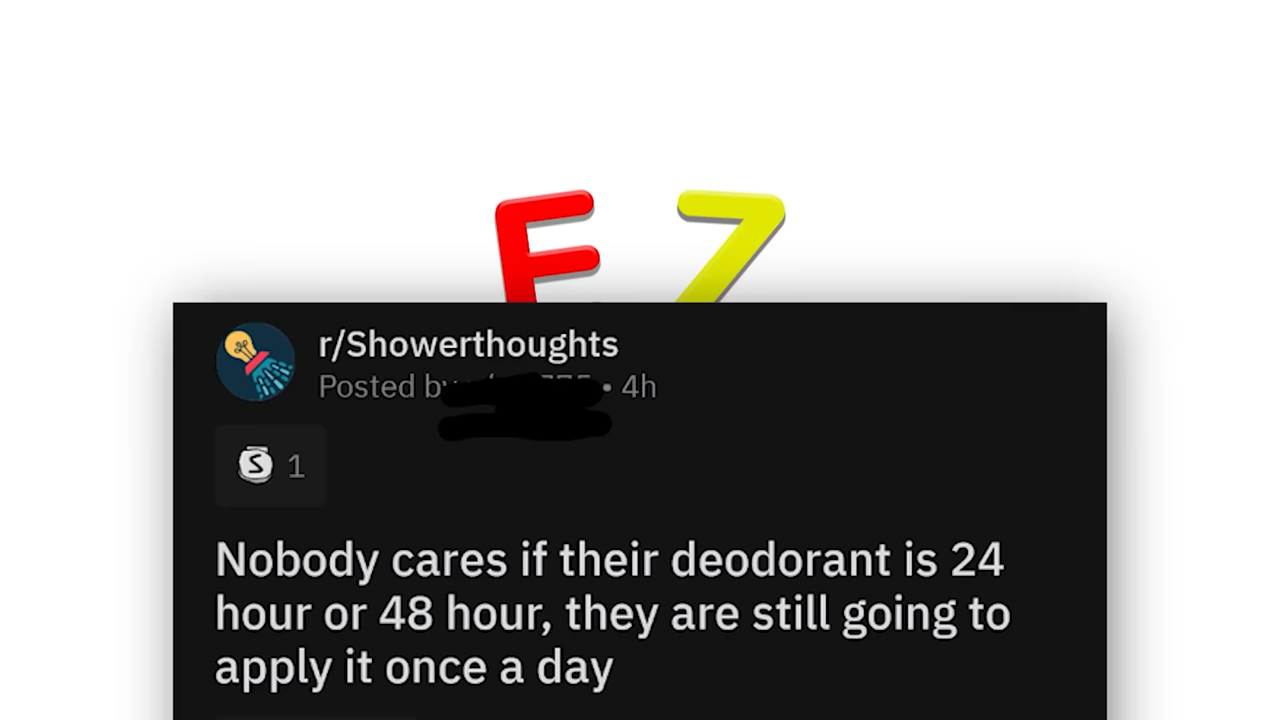 EZ
r/Showerthoughts
Posted by • 4h
1
Nobody cares if their deodorant is 24
hour or 48 hour, they are still going to
apply it once a day